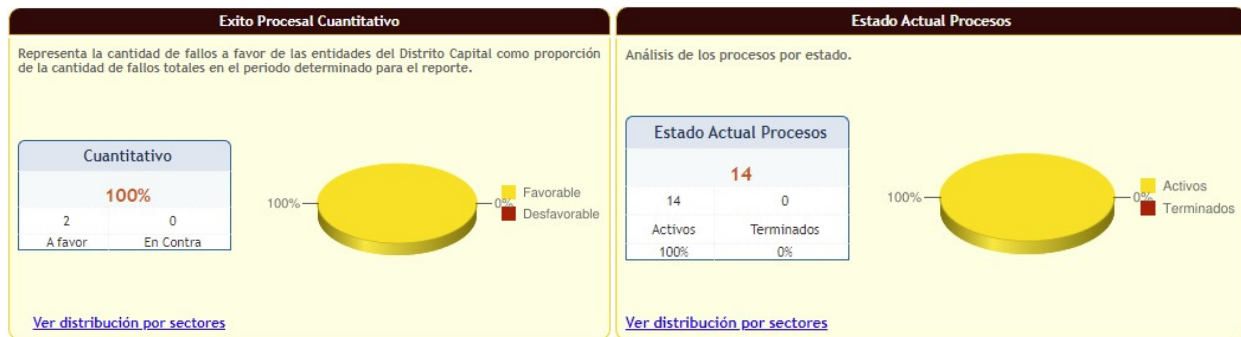 Exito Procesal Cuantitativo
Representa la cantidad de fallos a favor de las entidades del Distrito Capital como proporción
de la cantidad de fallos totales en el periodo determinado para el reporte.
Cuantitativo
100%
2 0
A favor En Contra
100%
0%
Favorable
Desfavorable
Ver distribución por sectores
Estado Actual Procesos
Análisis de los procesos por estado.
Estado Actual Procesos
14
14 0
Activos Terminados
100% 0%
100%
0%
Activos
Terminados
Ver distribución por sectores